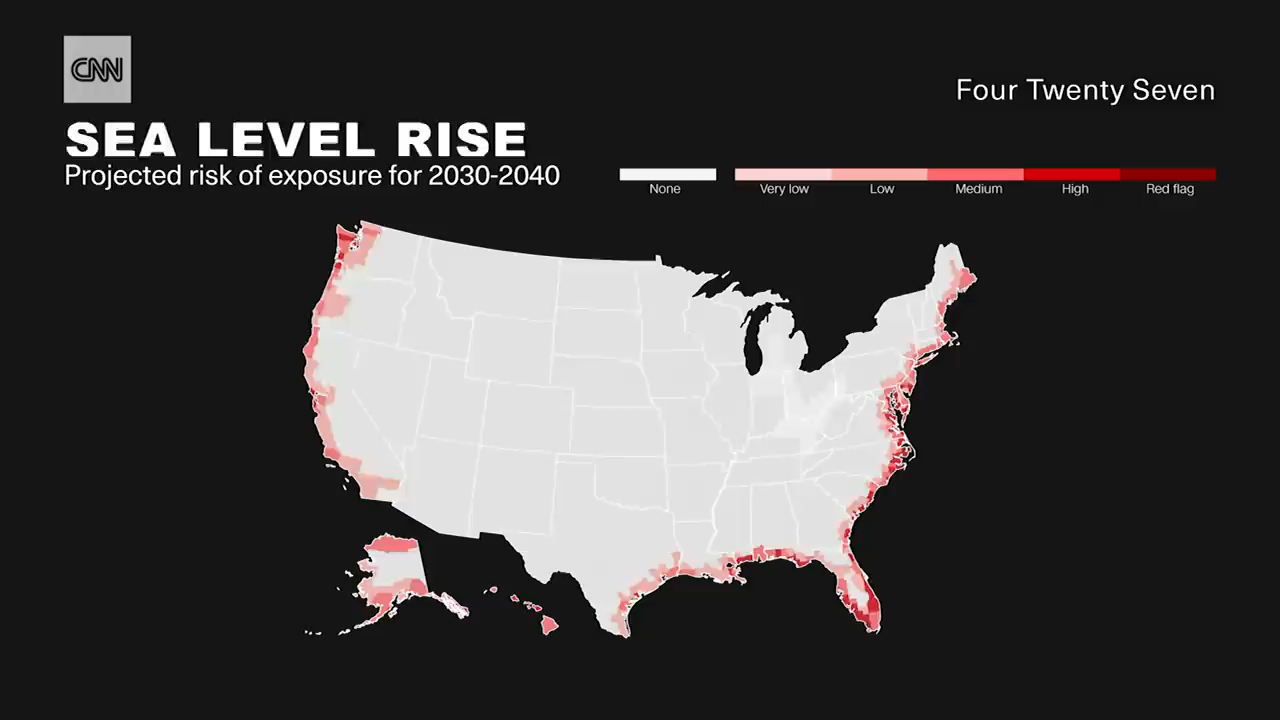 CNN
Four Twenty Seven
SEA LEVEL RISE
Projected risk of exposure for 2030-2040
None Very low Low Medium High Red flag